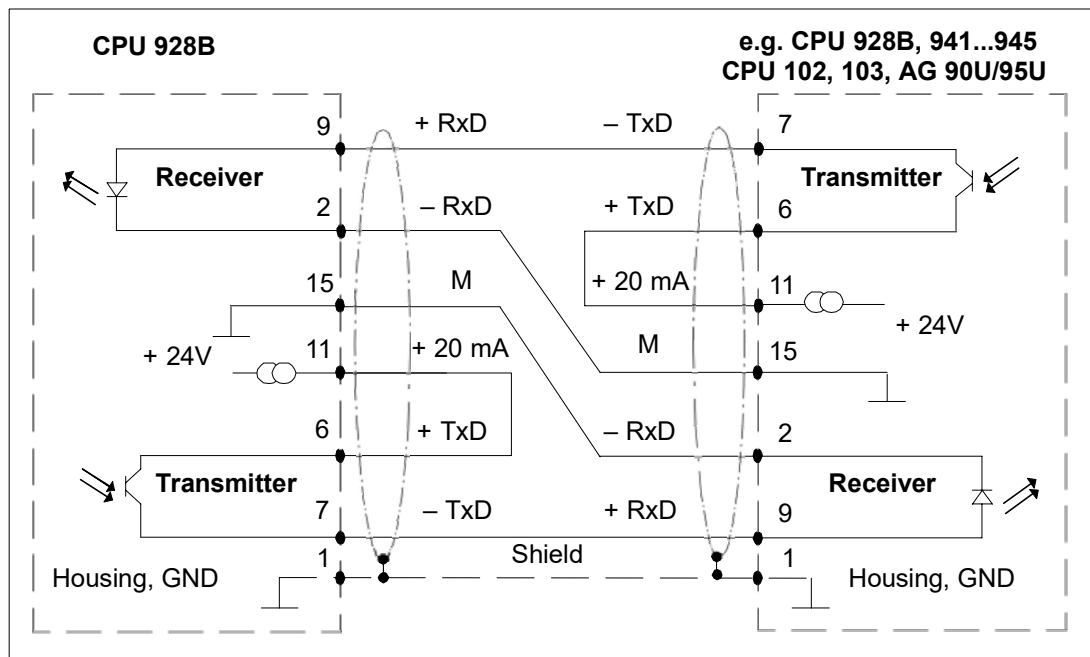 CPU 928B
e.g. CPU 928B, 941...945
CPU 102, 103, AG 90U/95U
9
+ RxD
– TxD
7
Receiver
Transmitter
2
– RxD
+ TxD
6
15
M
+ 20 mA
11
+ 24V
+ 24V
11
+ 20 mA
M
15
6
+ TxD
– RxD
2
Transmitter
Receiver
7
– TxD
+ RxD
9
1
Shield
1
Housing, GND
Housing, GND